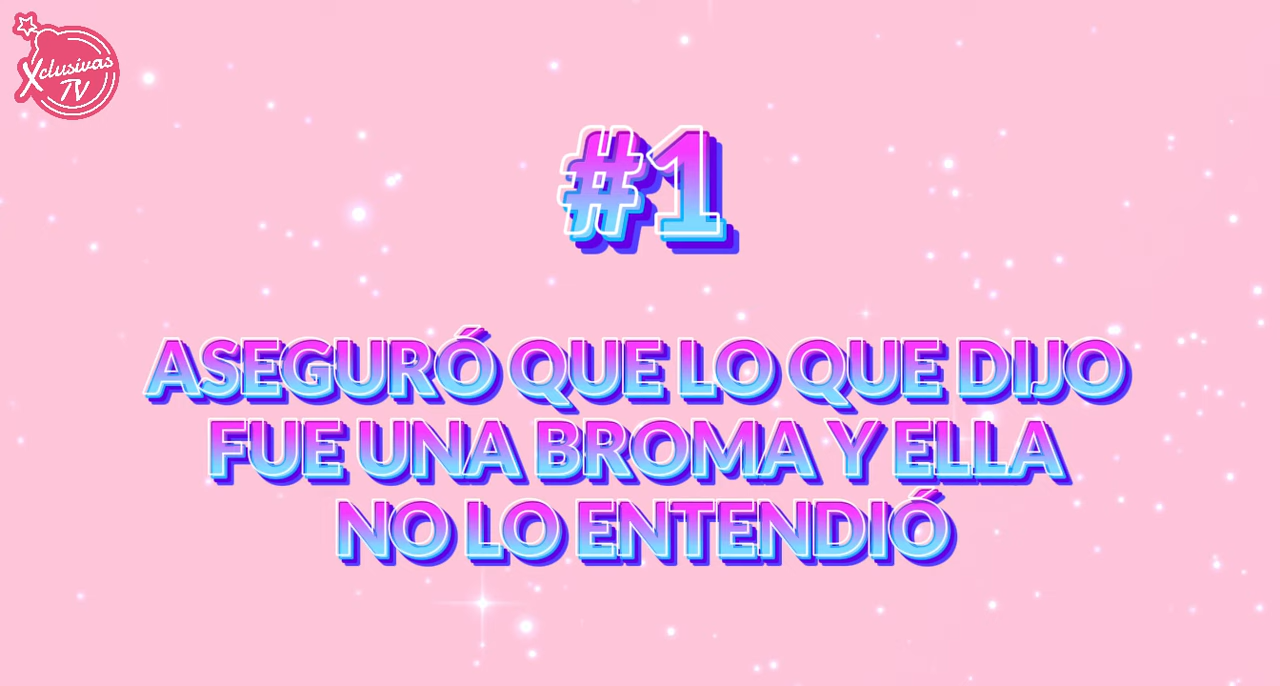 Xclusivas
TV
#1
ASEGURÓ QUE LO QUE DIJO
FUE UNA BROMA Y ELLA
NO LO ENTENDIÓ